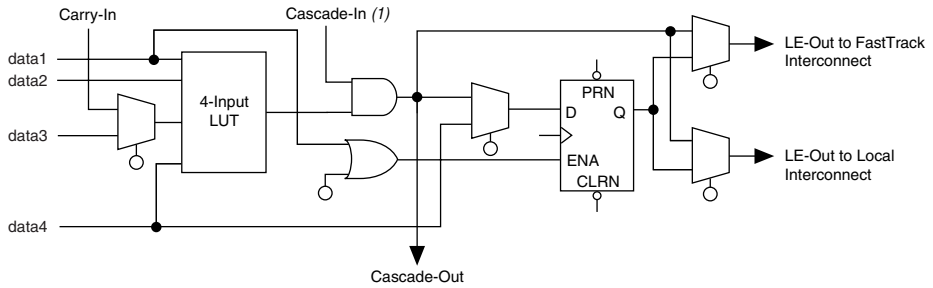 Carry-In
Cascade-In (1)
data1
data2
data3
data4
4-Input
LUT
PRN
D
Q
ENA
CLRN
LE-Out to FastTrack
Interconnect
LE-Out to Local
Interconnect
Cascade-Out